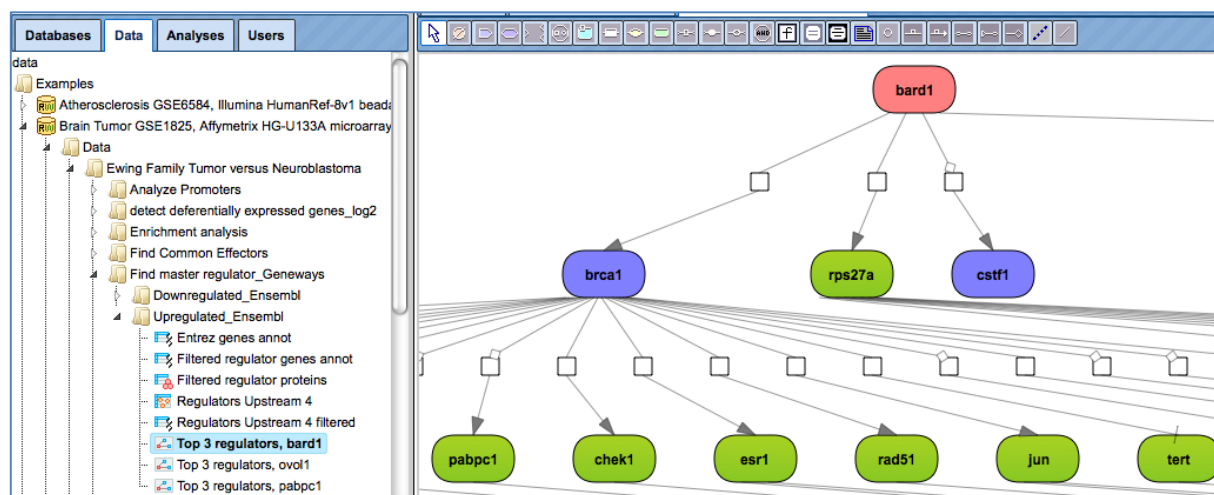 Databases Data Analyses Users
data
Examples
Atherosclerosis GSE6584, Illumina HumanRef-8v1 beada
Brain Tumor GSE1825, Affymetrix HG-U133A microarray
Data
Ewing Family Tumor versus Neuroblastoma
Analyze Promoters
detect deferentially expressed genes_log2
Enrichment analysis
Find Common Effectors
Find master regulator_Geneways
Downregulated_Ensembl
Upregulated_Ensembl
Entrez genes annot
Filtered regulator genes annot
Filtered regulator proteins
Regulators Upstream 4
Regulators Upstream 4 filtered
Top 3 regulators, bard1
Top 3 regulators, ovol1
Top 3 regulators, pabpc1
AND f
bard1
brca1 rps27a cstf1
pabpc1 chek1 esr1 rad51 jun tert